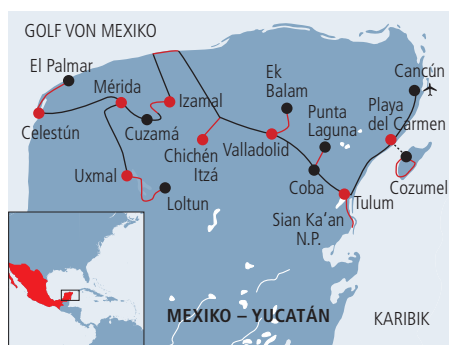 GOLF VON MEXIKO
El Palmar
Mérida
Izamal
Ek
Balam
Cancún
Celestún
Cuzamá
Chichén
Itzá
Valladolid
Punta
Laguna
Playa
del Carmen
Uxmal
Loltun
Coba
Cozumel
Tulum
Sian Ka'an
N.P.
MEXIKO – YUCATÁN
KARIBIK